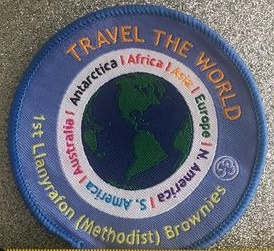 TRAVEL THE WORLD
Antarctica | Africa | Asia | Europe | N. America | S. America | Australia |
1st Llanyrafon (Methodist) Brownies